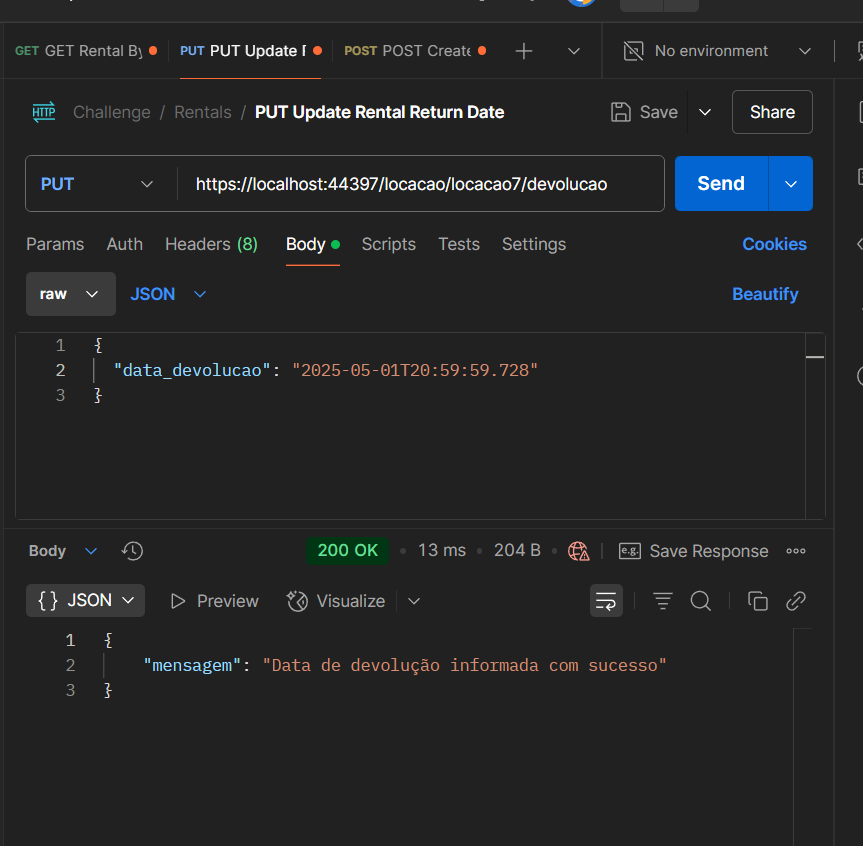 GET GET Rental By
PUT PUT Update R
POST POST Create
No environment
HTTP Challenge / Rentals / PUT Update Rental Return Date
Save
Share
PUT
https://localhost:44397/locacao/locacao7/devolucao
Send
Params Auth Headers (8) Body Scripts Tests Settings Cookies
raw JSON Beautify
1 {
2 "data_devolucao": "2025-05-01T20:59:59.728"
3 }
Body 200 OK • 13 ms • 204 B • e.g. Save Response
{} JSON Preview Visualize
1 {
2 "mensagem": "Data de devolução informada com sucesso"
3 }